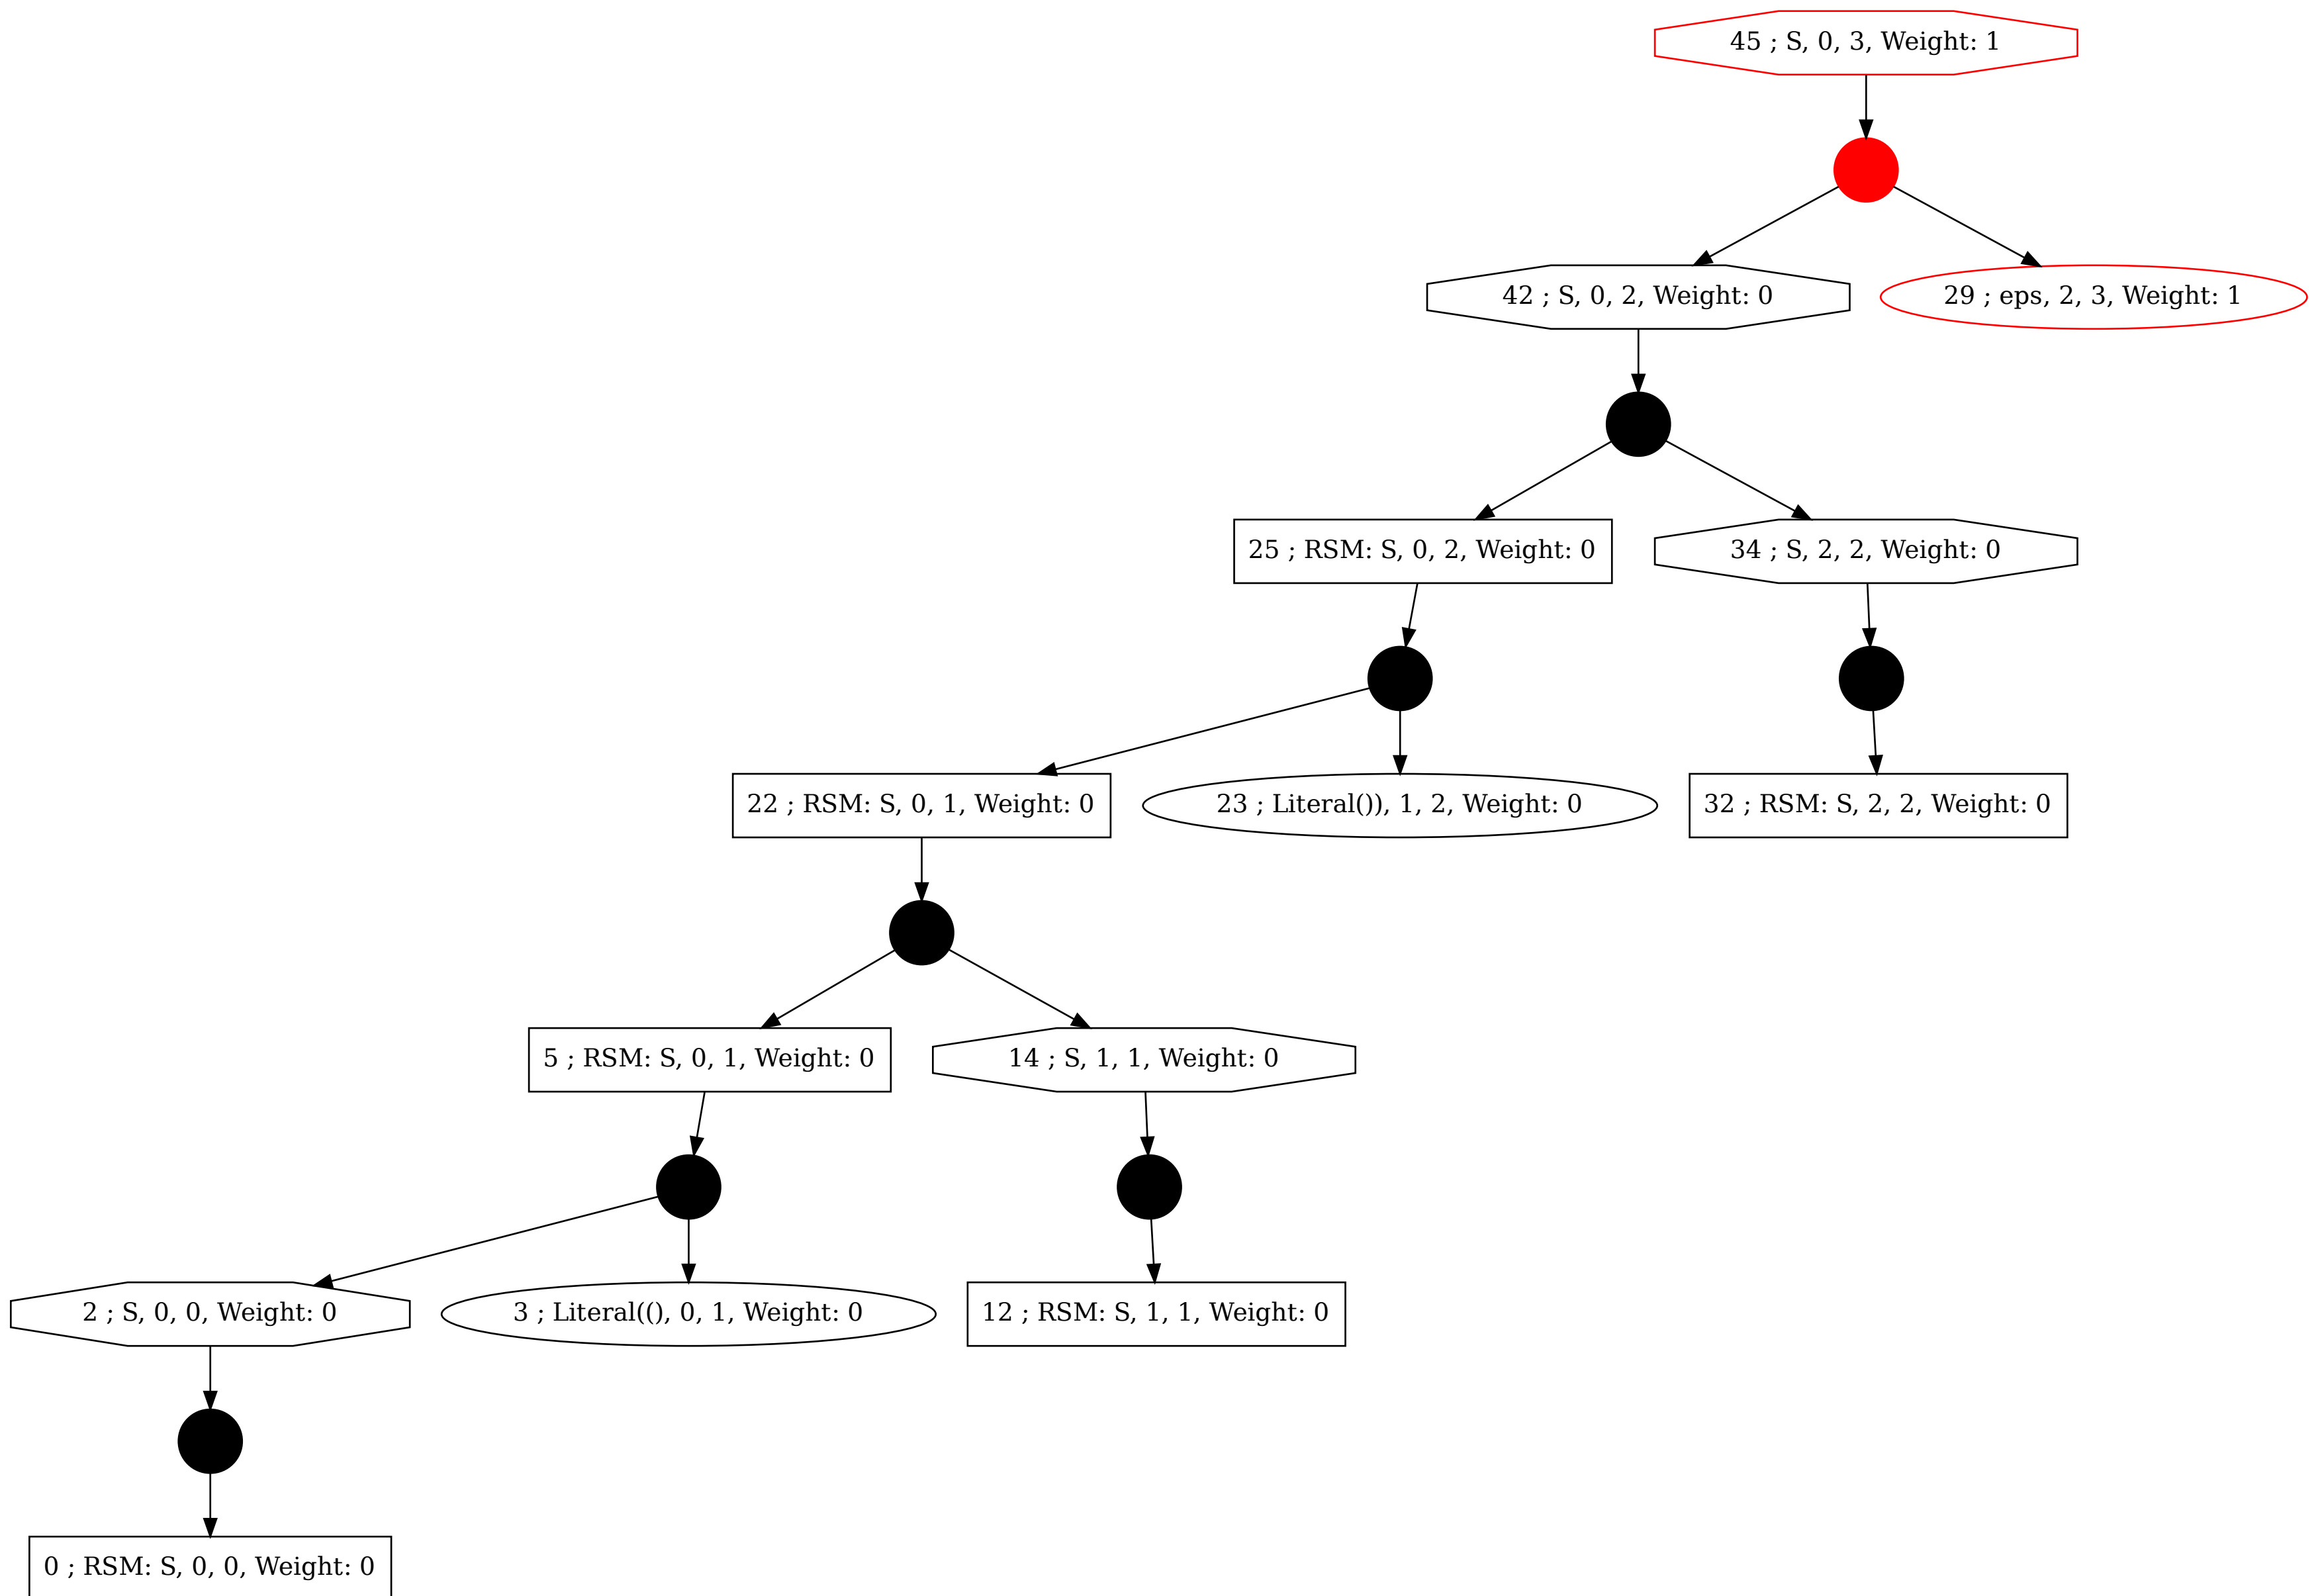 45 ; S, 0, 3, Weight: 1
42 ; S, 0, 2, Weight: 0
29 ; eps, 2, 3, Weight: 1
25 ; RSM: S, 0, 2, Weight: 0
34 ; S, 2, 2, Weight: 0
22 ; RSM: S, 0, 1, Weight: 0
23 ; Literal()), 1, 2, Weight: 0
32 ; RSM: S, 2, 2, Weight: 0
5 ; RSM: S, 0, 1, Weight: 0
14 ; S, 1, 1, Weight: 0
2 ; S, 0, 0, Weight: 0
3 ; Literal((), 0, 1, Weight: 0
12 ; RSM: S, 1, 1, Weight: 0
0 ; RSM: S, 0, 0, Weight: 0